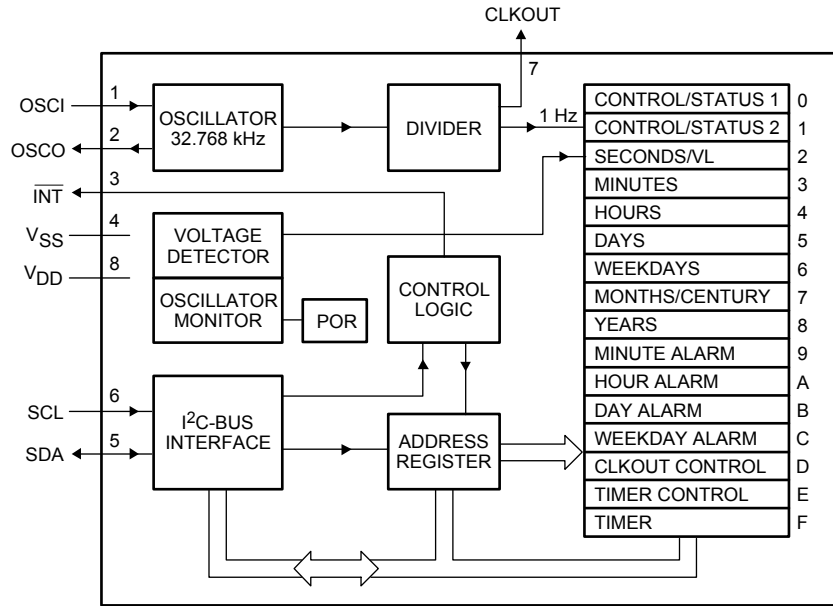 CLKOUT
7
OSCI
1
OSCO
2
OSCILLATOR
32.768 kHz
DIVIDER
1 Hz
INT
3
VSS
4
VDD
8
VOLTAGE
DETECTOR
OSCILLATOR
MONITOR
POR
CONTROL
LOGIC
SCL
6
SDA
5
I2C-BUS
INTERFACE
ADDRESS
REGISTER
CONTROL/STATUS 1 0
CONTROL/STATUS 2 1
SECONDS/VL 2
MINUTES 3
HOURS 4
DAYS 5
WEEKDAYS 6
MONTHS/CENTURY 7
YEARS 8
MINUTE ALARM 9
HOUR ALARM A
DAY ALARM B
WEEKDAY ALARM C
CLKOUT CONTROL D
TIMER CONTROL E
TIMER F